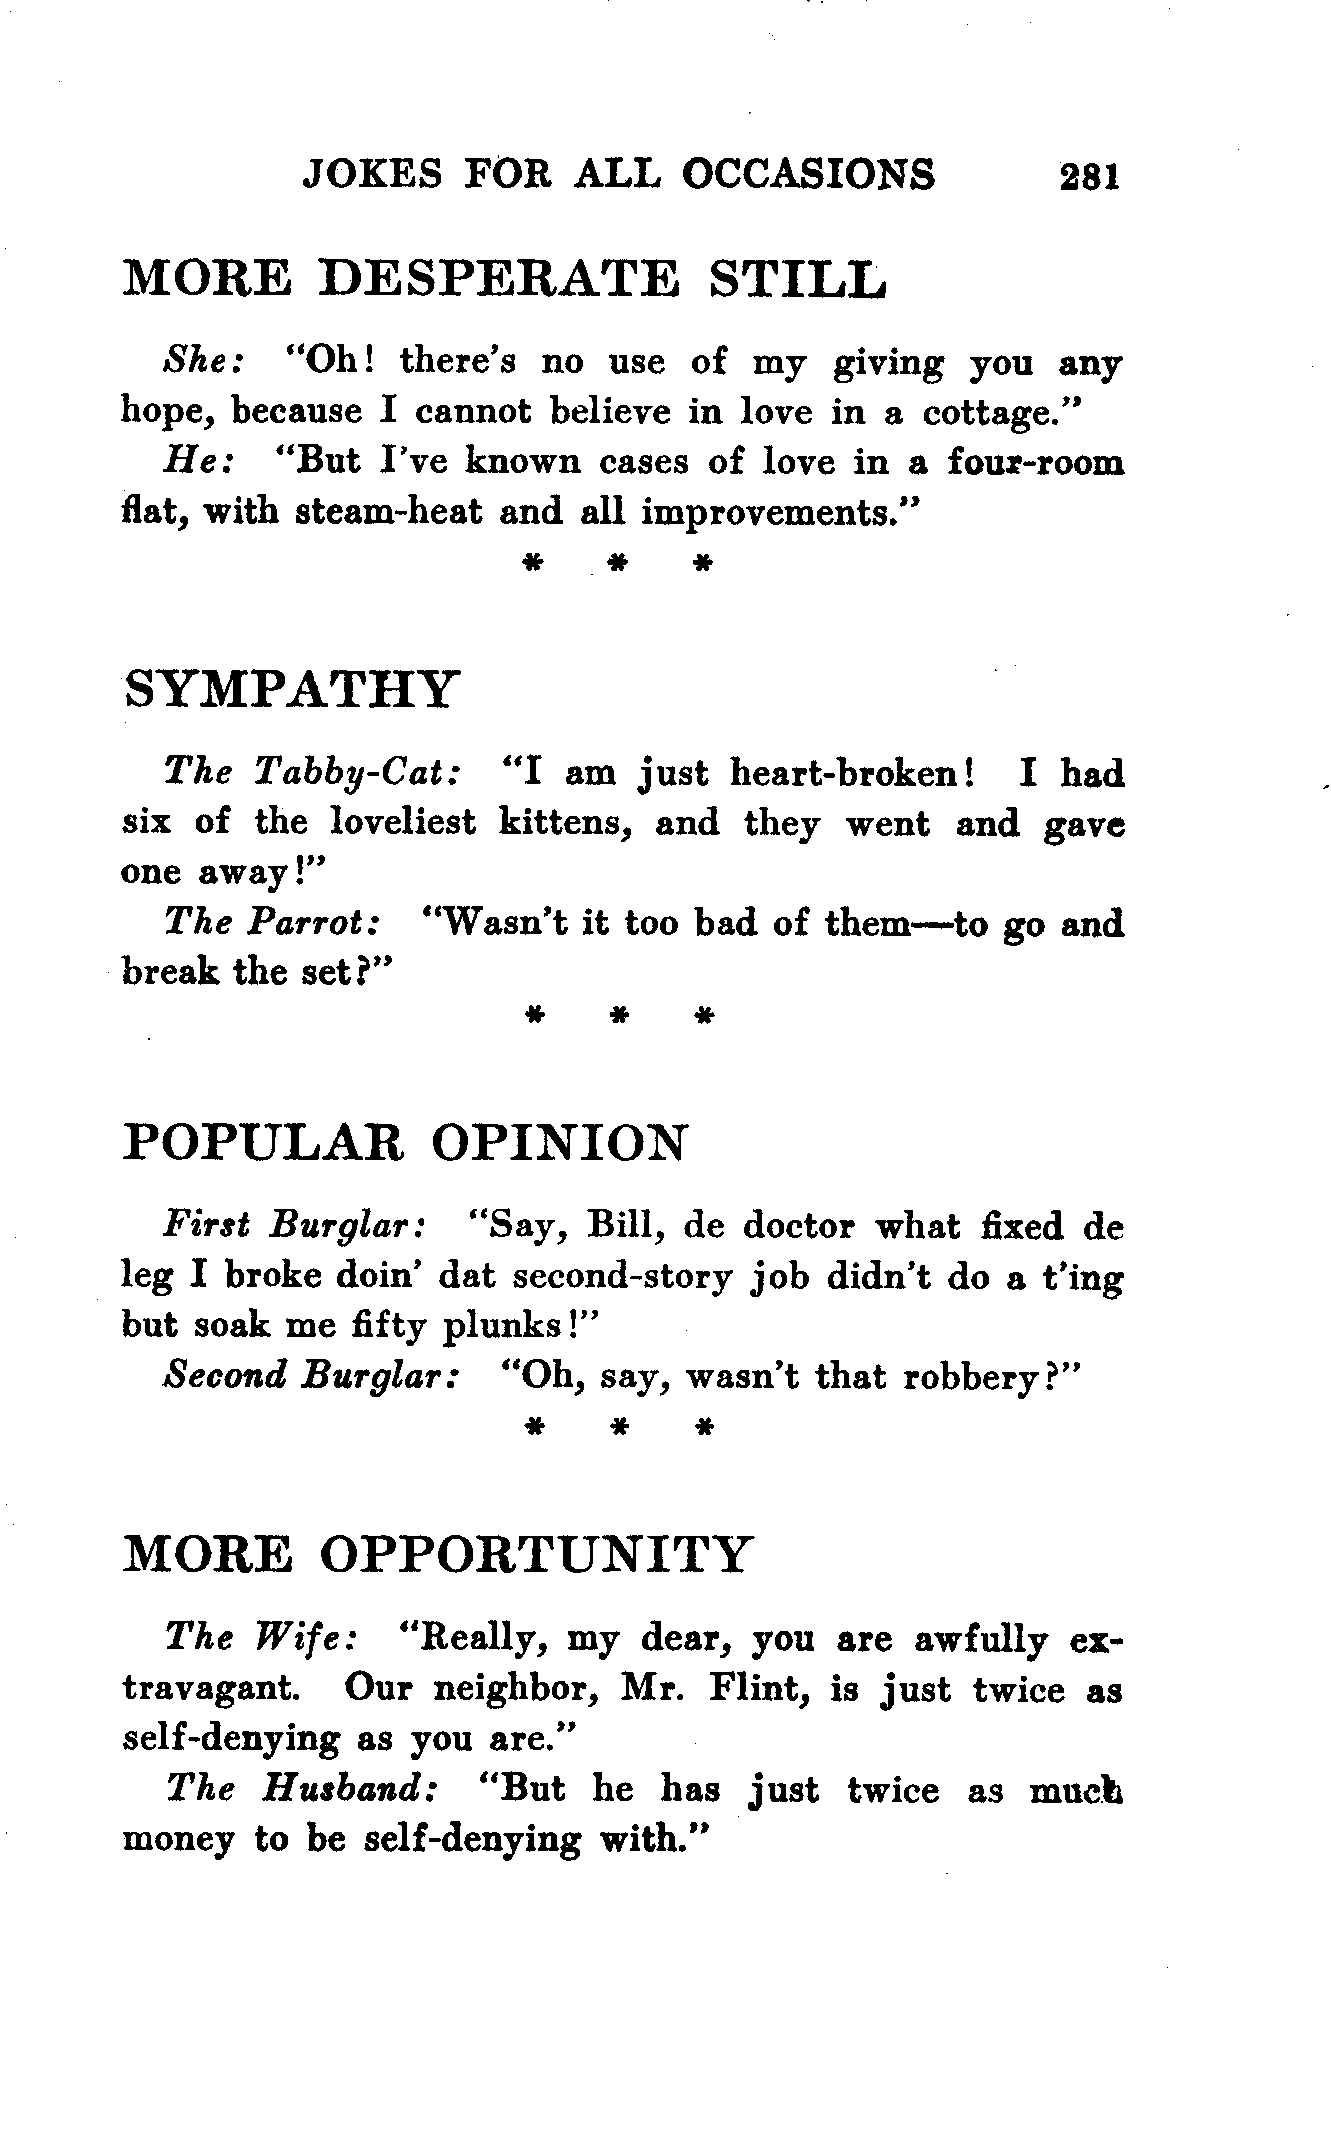 JOKES FOR ALL OCCASIONS 281
MORE DESPERATE STILL
She: "Oh! there's no use of my giving you any
hope, because I cannot believe in love in a cottage."
He: "But I've known cases of love in a four-room
flat, with steam-heat and all improvements."
* * *
SYMPATHY
The Tabby-Cat: "I am just heart-broken! I had
six of the loveliest kittens, and they went and gave
one away!"
The Parrot: "Wasn't it too bad of them—to go and
break the set?"
* * *
POPULAR OPINION
First Burglar: "Say, Bill, de doctor what fixed de
leg I broke doin' dat second-story job didn't do a t'ing
but soak me fifty plunks!"
Second Burglar: "Oh, say, wasn't that robbery?"
* * *
MORE OPPORTUNITY
The Wife: "Really, my dear, you are awfully ex-
travagant. Our neighbor, Mr. Flint, is just twice as
self-denying as you are."
The Husband: "But he has just twice as much
money to be self-denying with."